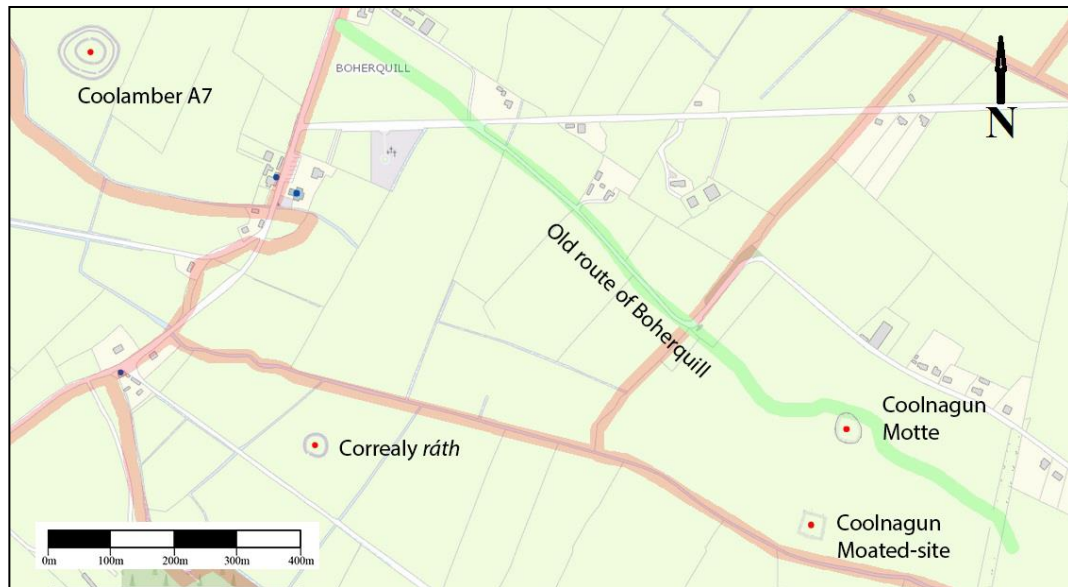 BOHERQUILL
N
Coolamber A7
Old route of Boherquill
Coolnagun
Motte
Correaly ráth
Coolnagun
Moated-site
0m 100m 200m 300m 400m